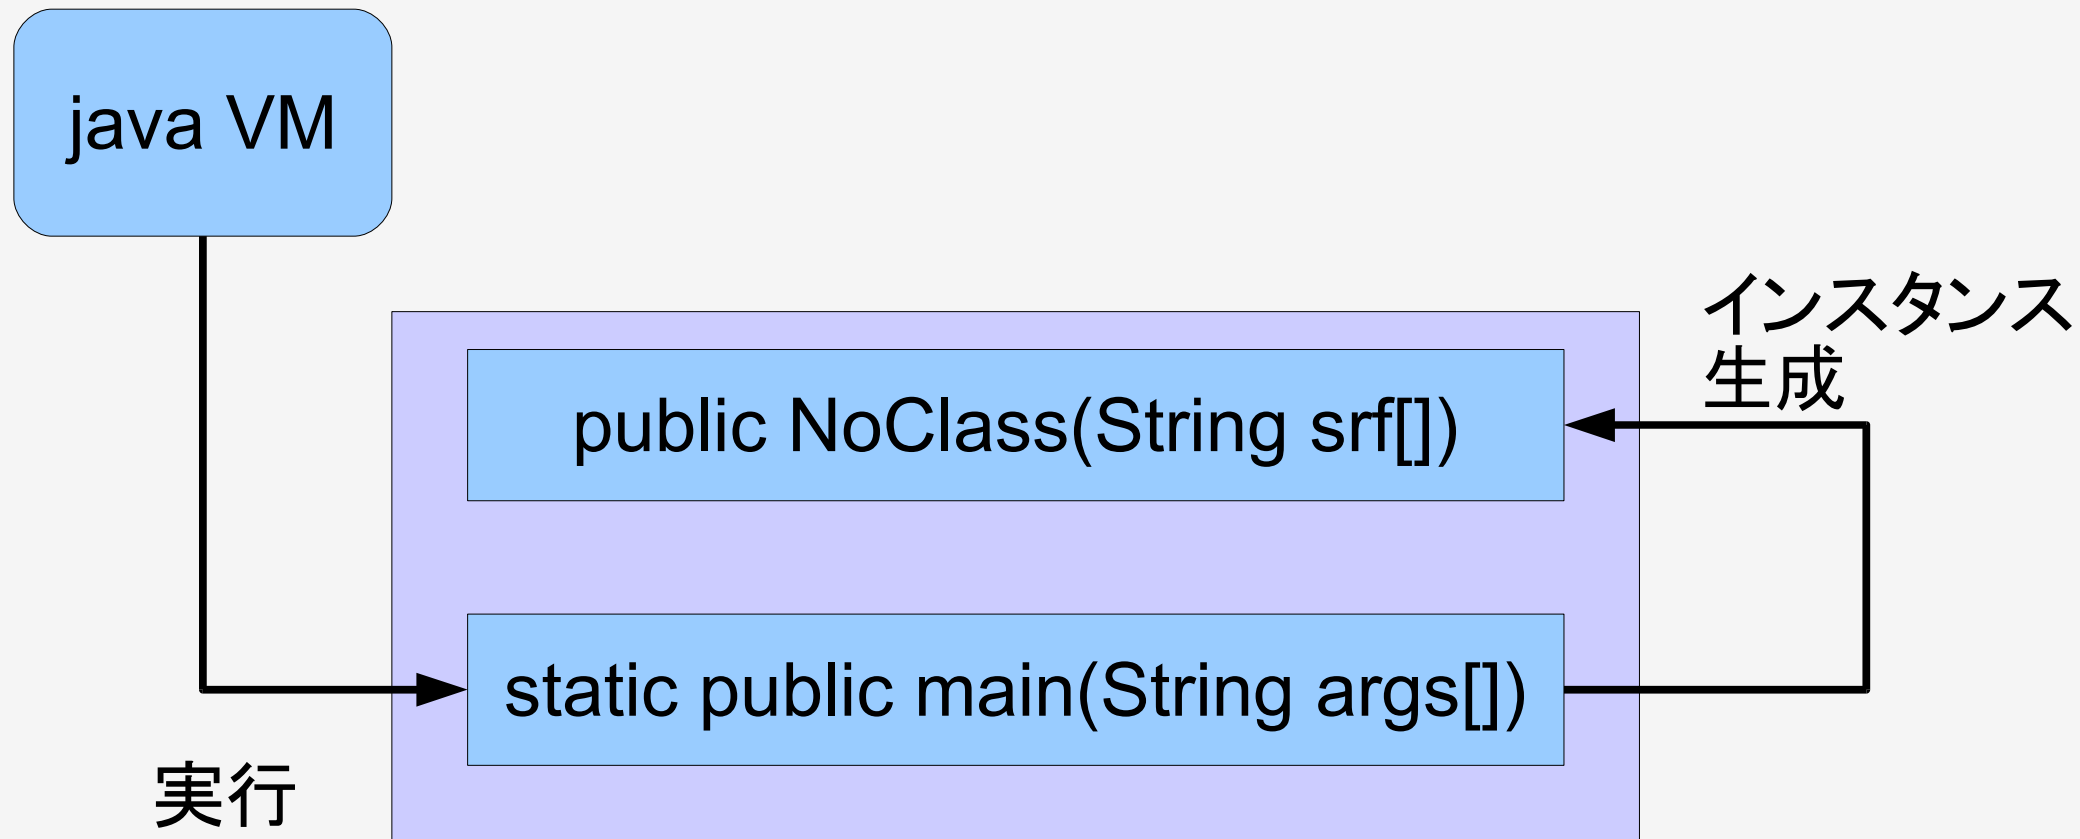 java VM
インスタンス
生成
public NoClass(String srf[])
static public main(String args[])
実行